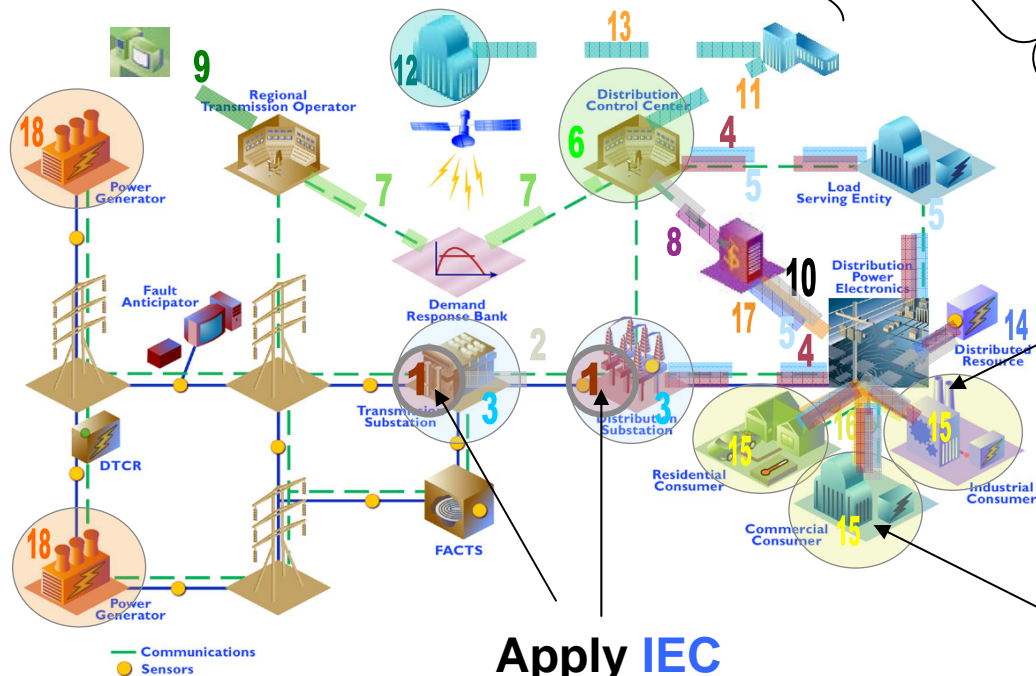 13
12
9
Regional
Transmission Operator
Distribution
Control Center
11
18
6
4
Power
Generator
7
7
5
Load
Serving Entity
5
8
Fault
Anticipator
Demand
Response Bank
10
Distribution
Power
Electronics
17
5
14
2
4
Distributed
Resource
1
3
1
3
Transmission
Substation
Distribution
Substation
15
16
15
DTCR
Residential
Consumer
Industrial
Consumer
18
FACTS
Commercial
Consumer
15
Power
Generator
Communications
Sensors
Apply IEC